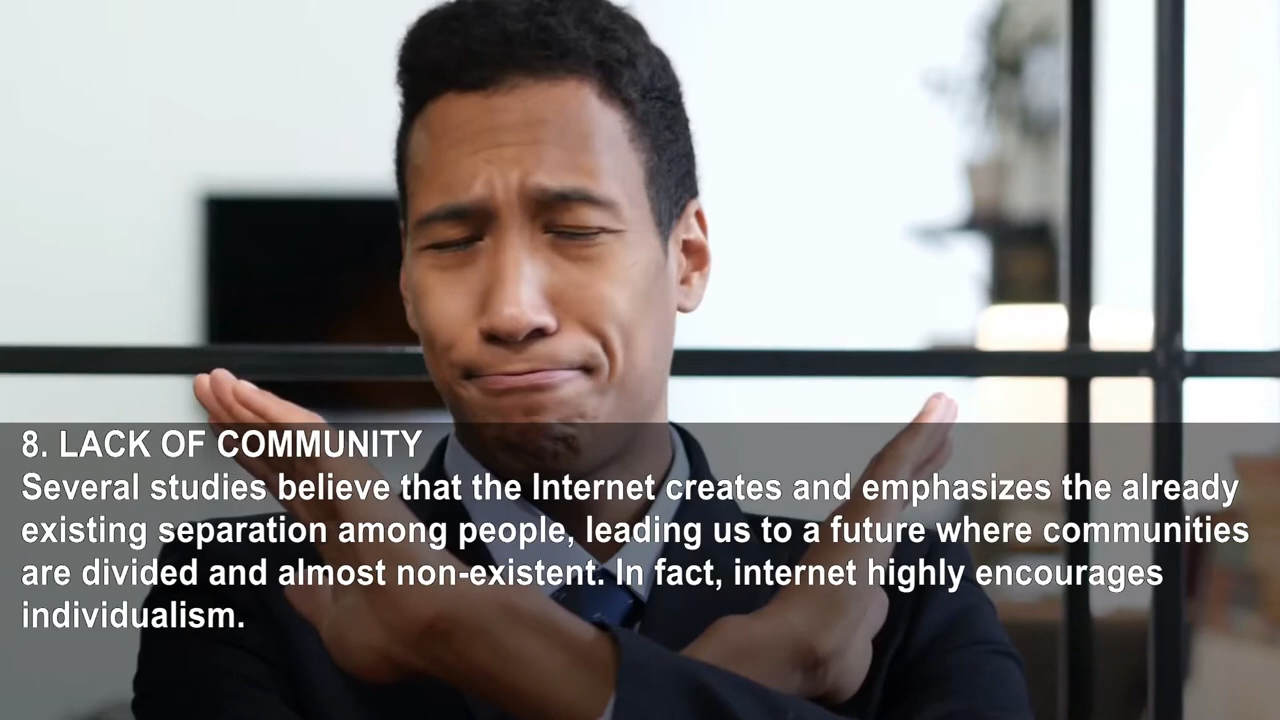 8. LACK OF COMMUNITY
Several studies believe that the Internet creates and emphasizes the already
existing separation among people, leading us to a future where communities
are divided and almost non-existent. In fact, internet highly encourages
individualism.